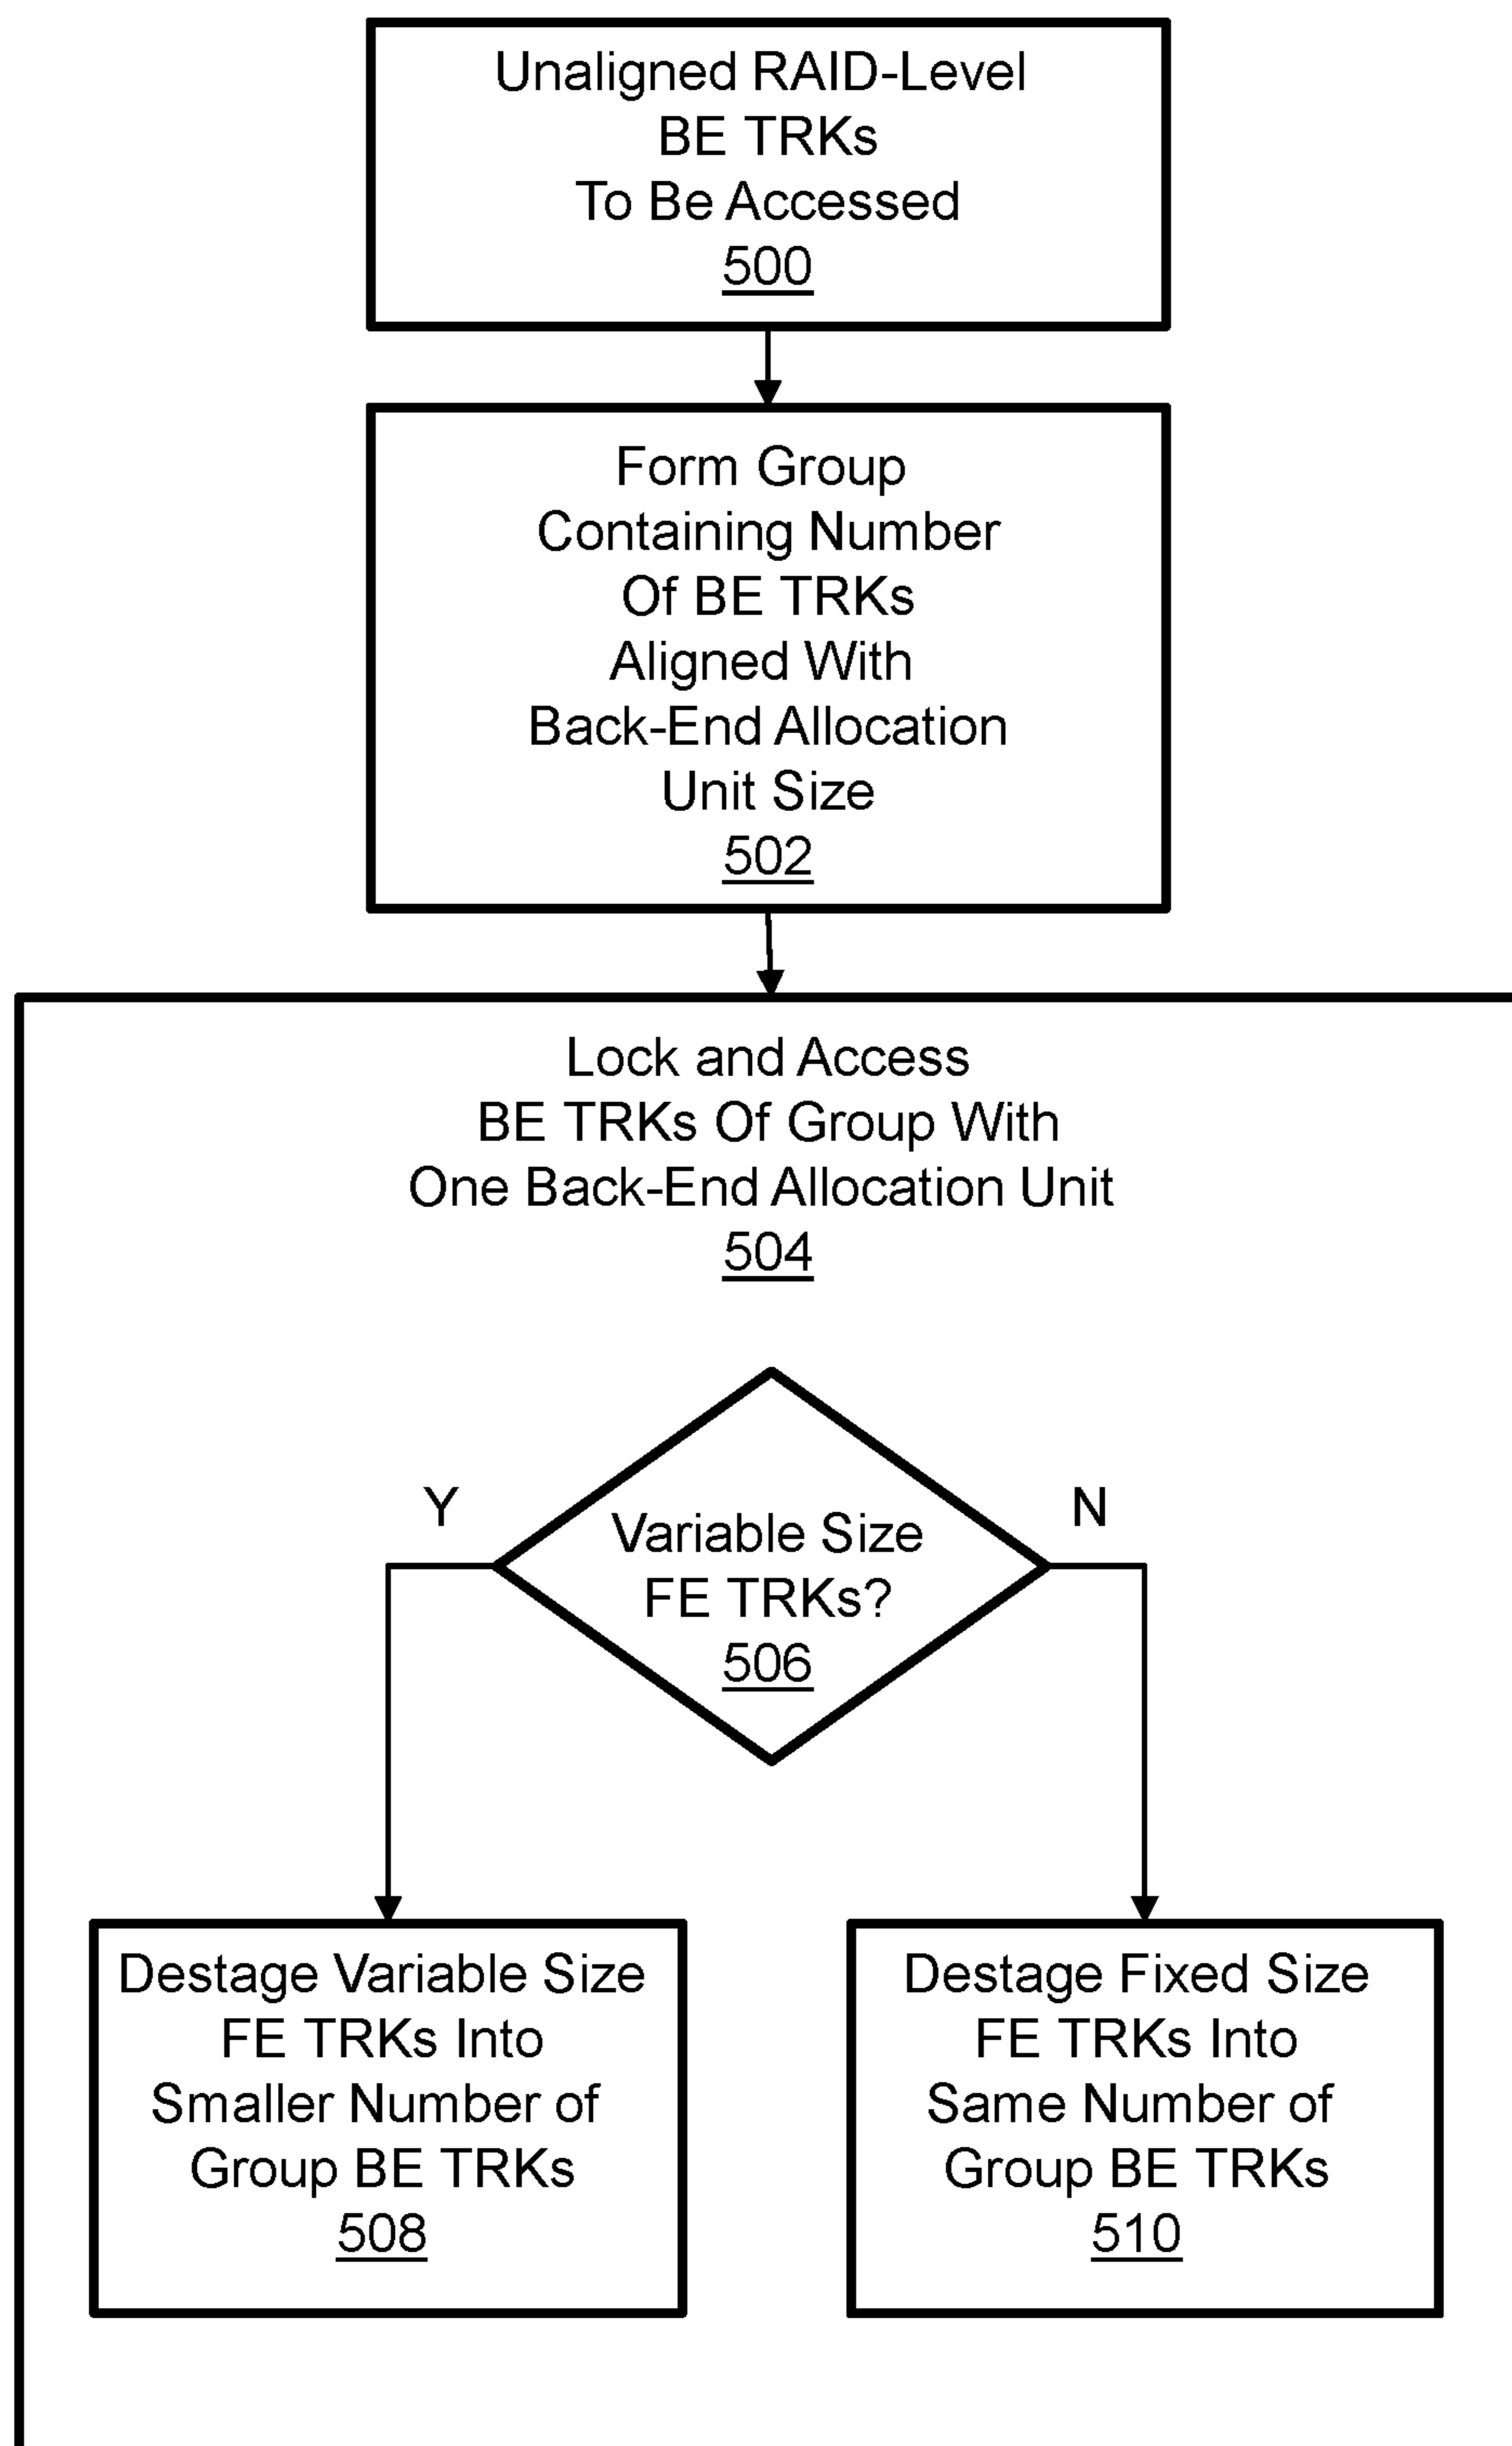 Unaligned RAID-Level
BE TRKs
To Be Accessed
500
Form Group
Containing Number
Of BE TRKs
Aligned With
Back-End Allocation
Unit Size
502
Lock and Access
BE TRKs Of Group With
One Back-End Allocation Unit
504
Y
N
Variable Size
FE TRKs?
506
Destage Variable Size
FE TRKs Into
Smaller Number of
Group BE TRKs
508
Destage Fixed Size
FE TRKs Into
Same Number of
Group BE TRKs
510